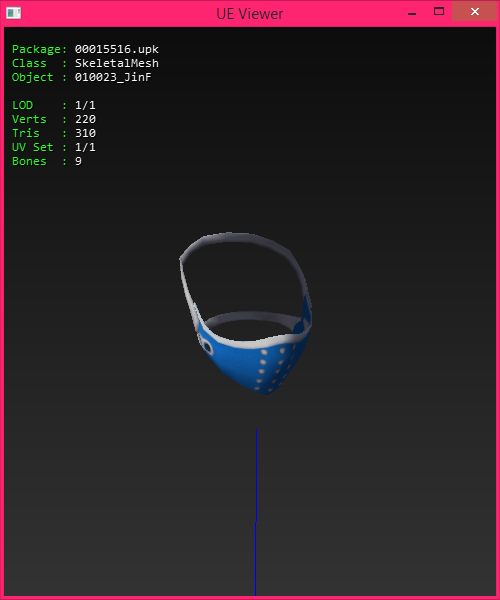 UE Viewer
Package: 00015516.upk
Class : SkeletalMesh
Object : 010023_JinF
LOD : 1/1
Verts : 220
Tris : 310
UV Set : 1/1
Bones : 9